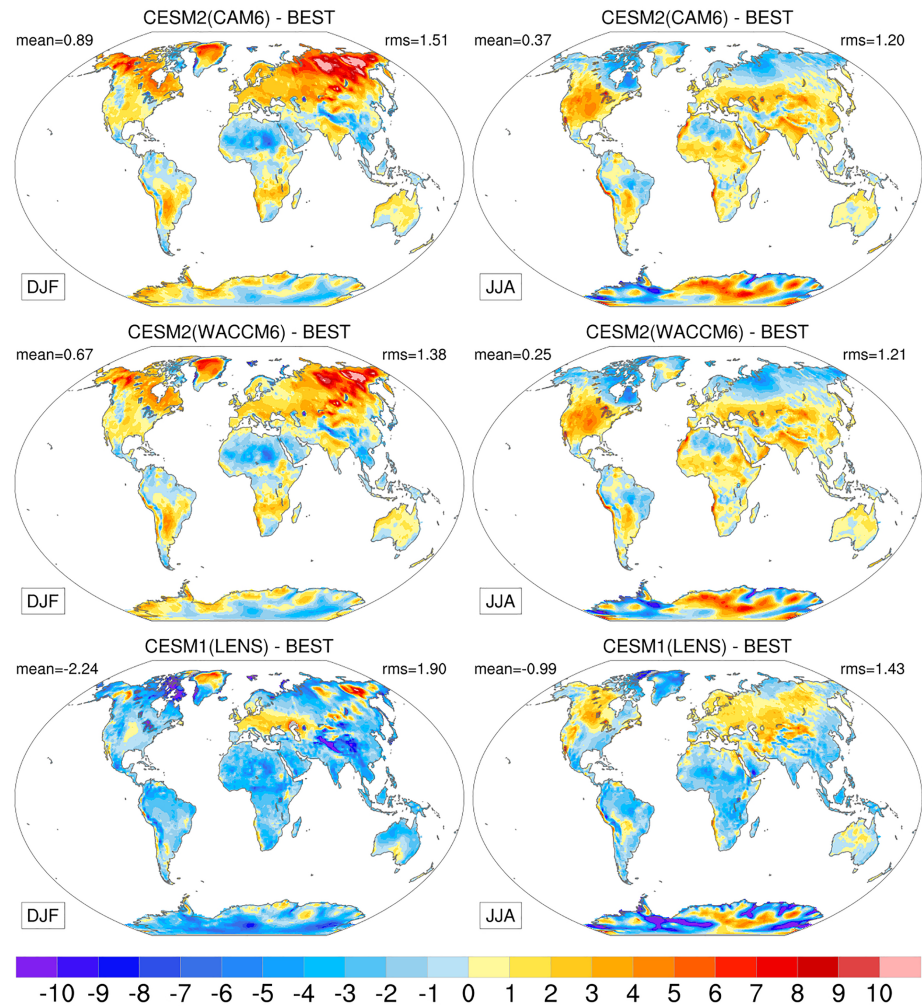 CESM2(CAM6) - BEST
mean=0.89
rms=1.51
DJF
CESM2(CAM6) - BEST
mean=0.37
rms=1.20
JJA
CESM2(WACCM6) - BEST
mean=0.67
rms=1.38
DJF
CESM2(WACCM6) - BEST
mean=0.25
rms=1.21
JJA
CESM1(LENS) - BEST
mean=-2.24
rms=1.90
DJF
CESM1(LENS) - BEST
mean=-0.99
rms=1.43
JJA
-10 -9 -8 -7 -6 -5 -4 -3 -2 -1 0 1 2 3 4 5 6 7 8 9 10